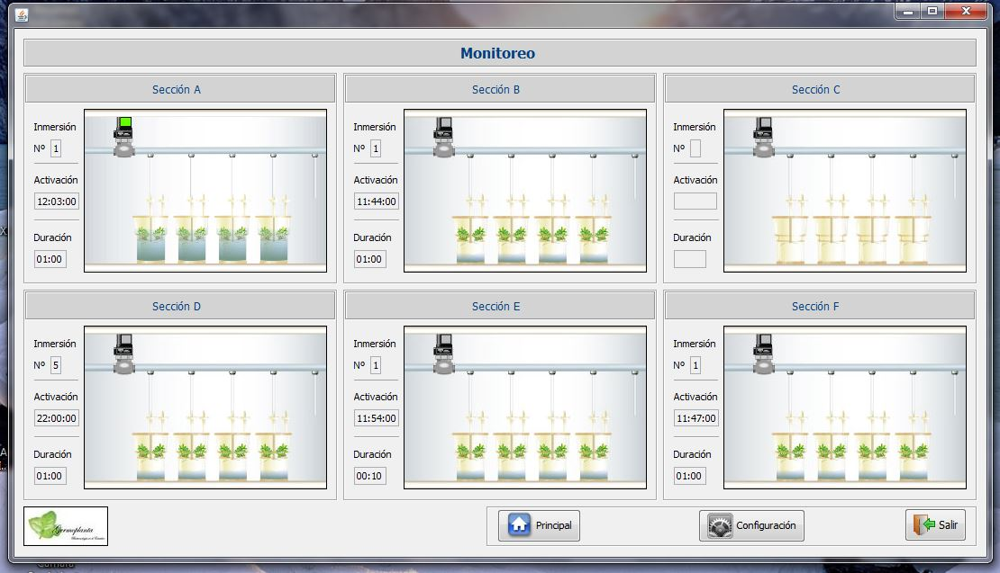 Monitoreo
Sección A
Inmersión
Nº 1
Activación
12:03:00
Duración
01:00
Sección B
Inmersión
Nº 1
Activación
11:44:00
Duración
01:00
Sección C
Inmersión
Nº
Activación
Duración
Sección D
Inmersión
Nº 5
Activación
22:00:00
Duración
01:00
Sección E
Inmersión
Nº 1
Activación
11:54:00
Duración
00:10
Sección F
Inmersión
Nº 1
Activación
11:47:00
Duración
01:00
Germoplanta
Principal
Configuración
Salir